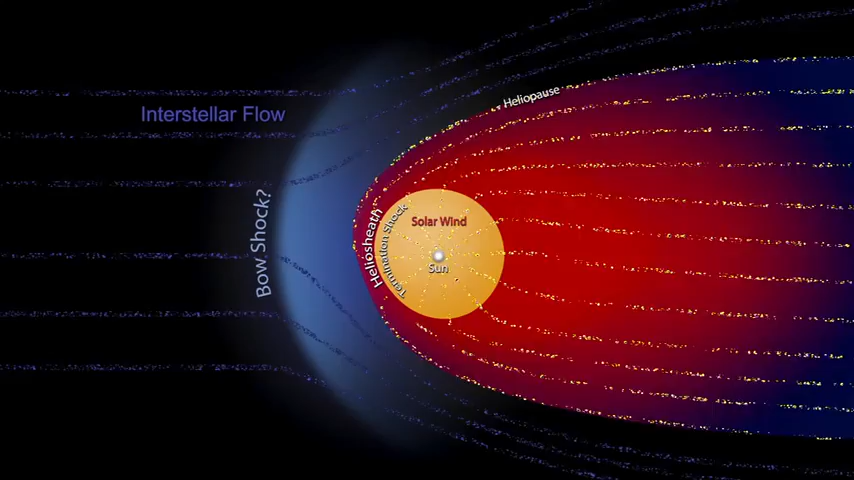 Heliopause
Interstellar Flow
Bow Shock?
Heliosheath
Termination Shock
Solar Wind
Sun